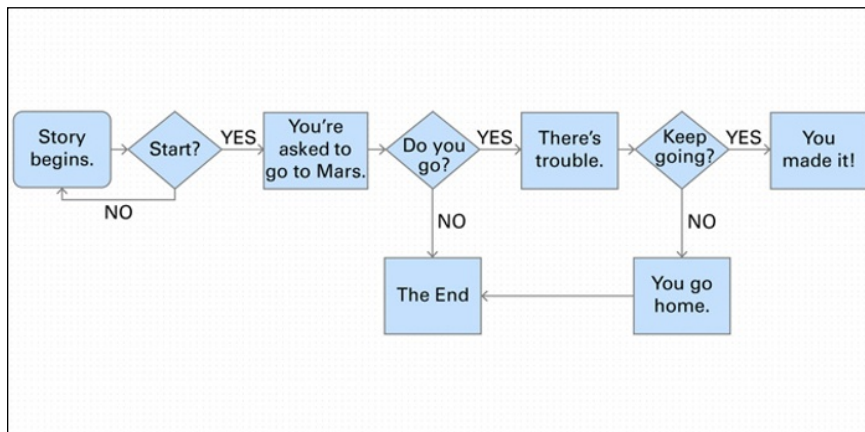 Story
begins.
Start?
YES
NO
You're
asked to
go to Mars.
Do you
go?
YES
NO
There's
trouble.
Keep
going?
YES
NO
You
made it!
The End
You go
home.